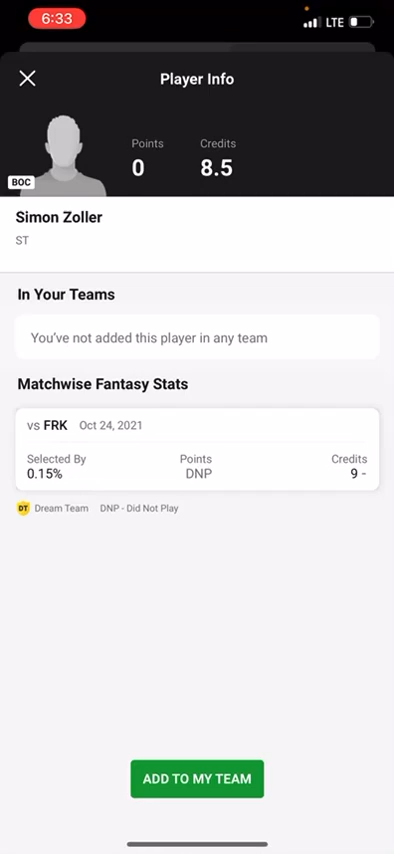 6:33 LTE
Player Info
Points Credits
0 8.5
BOC
Simon Zoller
ST
In Your Teams
You've not added this player in any team
Matchwise Fantasy Stats
vs FRK Oct 24, 2021
Selected By Points Credits
0.15% DNP 9 -
DT Dream Team DNP - Did Not Play
ADD TO MY TEAM